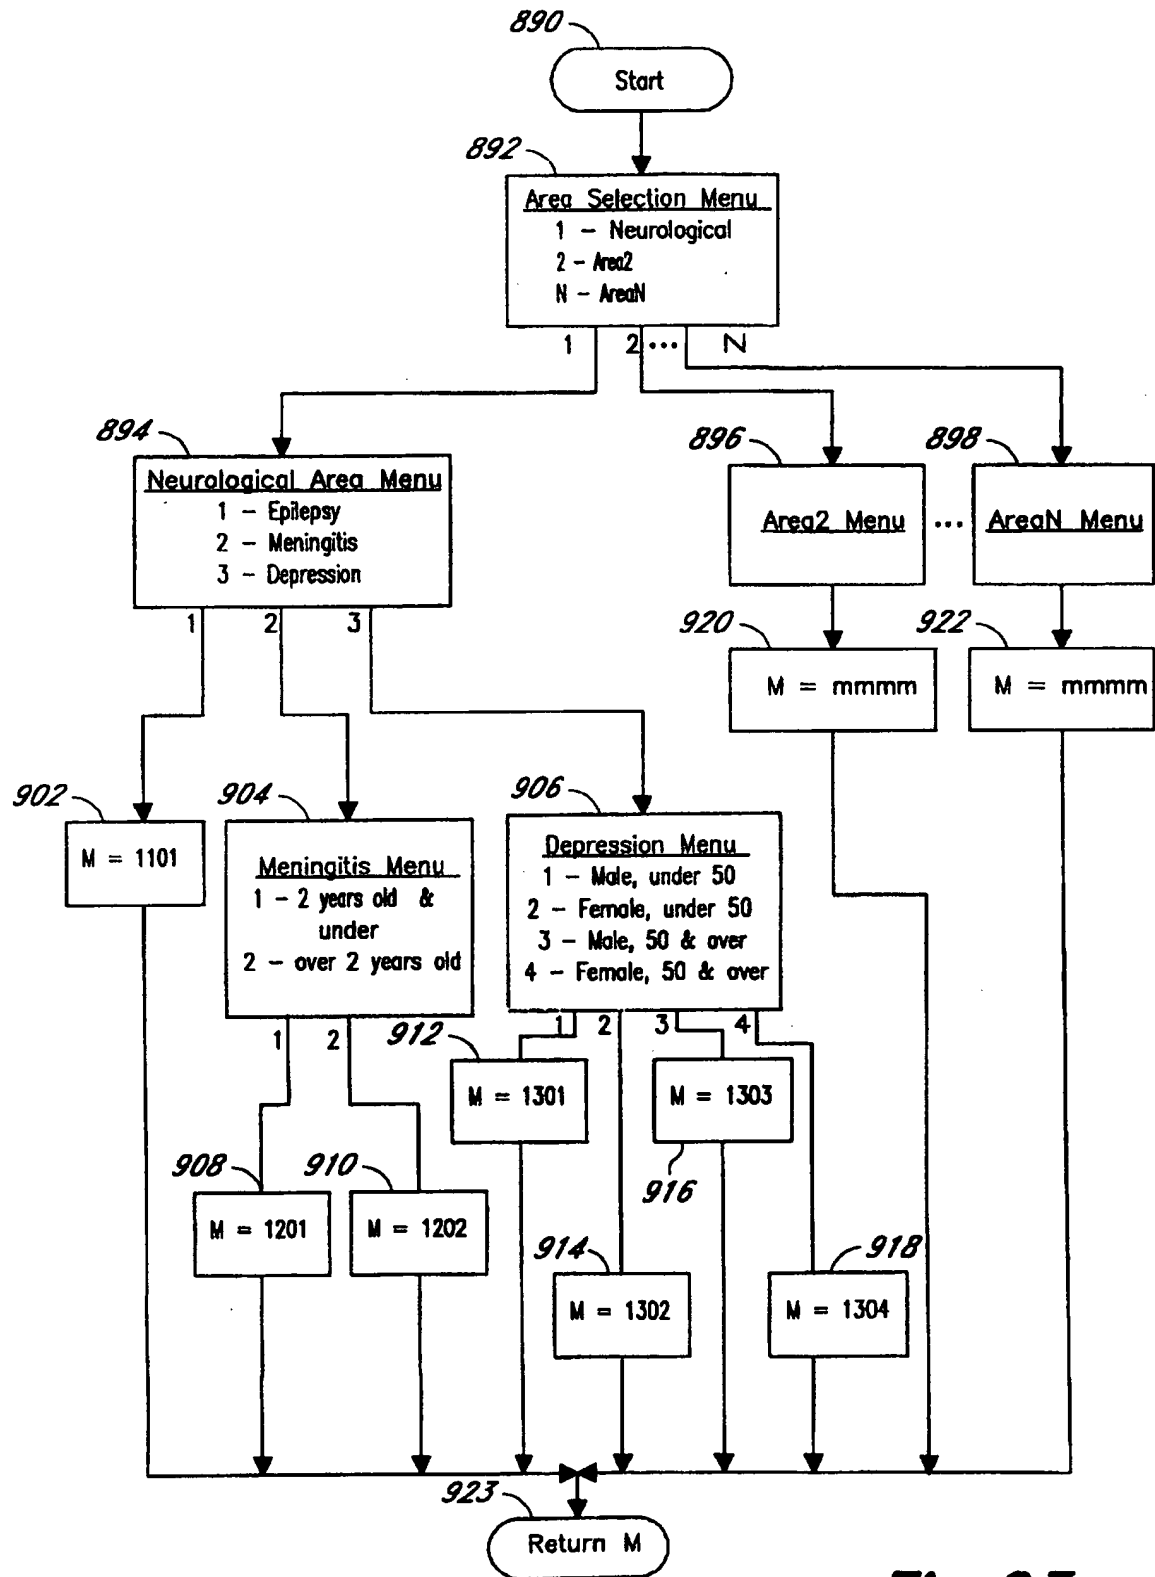 890
Start
892
Area Selection Menu
1 - Neurological
2 - Area2
N - AreaN
1 2 ... N
894
Neurological Area Menu
1 - Epilepsy
2 - Meningitis
3 - Depression
1 2 3
896
Area2 Menu
...
898
AreaN Menu
920
M = mmmm
922
M = mmmm
902
M = 1101
904
Meningitis Menu
1 - 2 years old &
under
2 - over 2 years old
1 2
906
Depression Menu
1 - Male, under 50
2 - Female, under 50
3 - Male, 50 & over
4 - Female, 50 & over
1 2 3 4
912
M = 1301
M = 1303
916
908
M = 1201
910
M = 1202
914
M = 1302
918
M = 1304
923
Return M